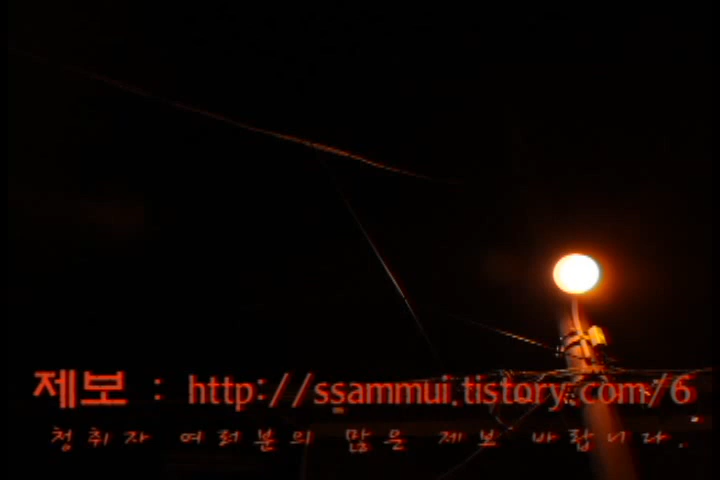 제보 : http://ssammui.tistory.com/6
청취자 여러분의 많은 제보 바랍니다.